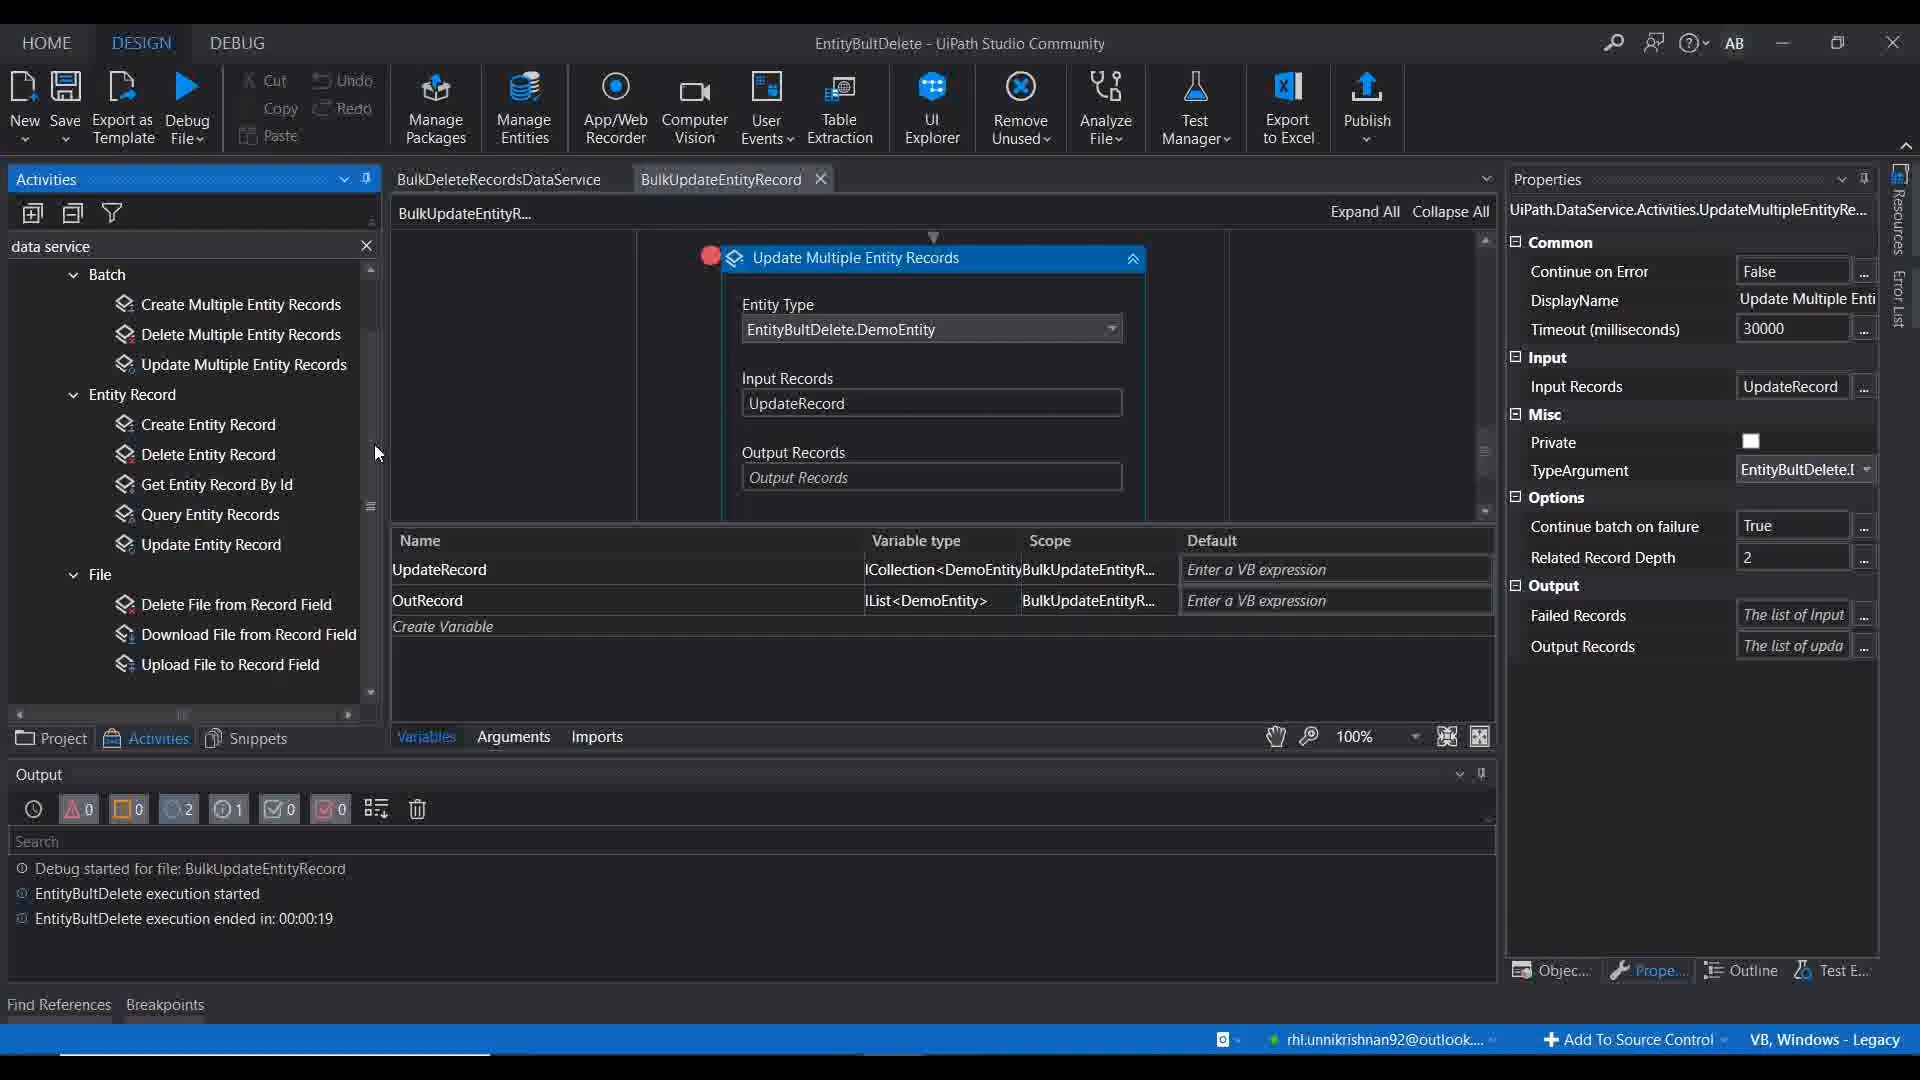 HOME DESIGN DEBUG EntityBultDelete - UiPath Studio Community AB
New Save Export as Template Debug File
Cut Undo
Copy Redo
Paste
Manage Packages
Manage Entities
App/Web Recorder
Computer Vision
User Events
Table Extraction
UI Explorer
Remove Unused
Analyze File
Test Manager
Export to Excel
Publish
Activities
data service
Batch
Create Multiple Entity Records
Delete Multiple Entity Records
Update Multiple Entity Records
Entity Record
Create Entity Record
Delete Entity Record
Get Entity Record By Id
Query Entity Records
Update Entity Record
File
Delete File from Record Field
Download File from Record Field
Upload File to Record Field
Project Activities Snippets
BulkDeleteRecordsDataService BulkUpdateEntityRecord
BulkUpdateEntityR... Expand All Collapse All
Update Multiple Entity Records
Entity Type
EntityBultDelete.DemoEntity
Input Records
UpdateRecord
Output Records
Output Records
Name Variable type Scope Default
UpdateRecord ICollection<DemoEntity BulkUpdateEntityR... Enter a VB expression
OutRecord IList<DemoEntity> BulkUpdateEntityR... Enter a VB expression
Create Variable
Variables Arguments Imports 100%
Output
0 0 2 1 0 0
Search
Debug started for file: BulkUpdateEntityRecord
EntityBultDelete execution started
EntityBultDelete execution ended in: 00:00:19
Find References Breakpoints
Properties
UiPath.DataService.Activities.UpdateMultipleEntityRe...
Common
Continue on Error False ...
DisplayName Update Multiple Enti
Timeout (milliseconds) 30000 ...
Input
Input Records UpdateRecord ...
Misc
Private
TypeArgument EntityBultDelete.D
Options
Continue batch on failure True ...
Related Record Depth 2 ...
Output
Failed Records The list of Input ...
Output Records The list of upda ...
Objec... Prope... Outline Test E...
Resources
Error List
rhl.unnikrishnan92@outlook.... Add To Source Control VB, Windows - Legacy